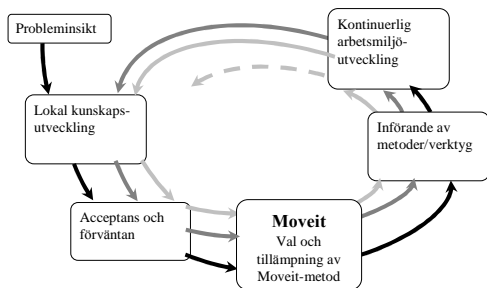 Probleminsikt
Kontinuerlig
arbetsmiljö-
utveckling
Lokal kunskaps-
utveckling
Införande av
metoder/verktyg
Acceptans och
förväntan
Moveit
Val och
tillämpning av
Moveit-metod